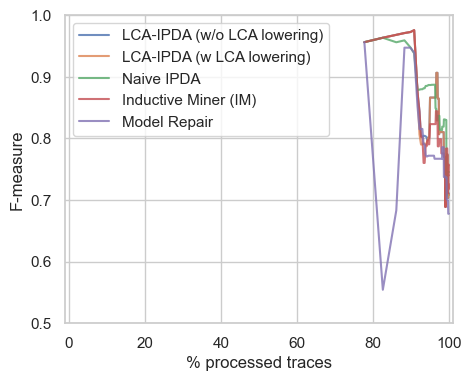 1.0
0.9
0.8
0.7
0.6
0.5
F-measure
LCA-IPDA (w/o LCA lowering)
LCA-IPDA (w LCA lowering)
Naive IPDA
Inductive Miner (IM)
Model Repair
0 20 40 60 80 100
% processed traces